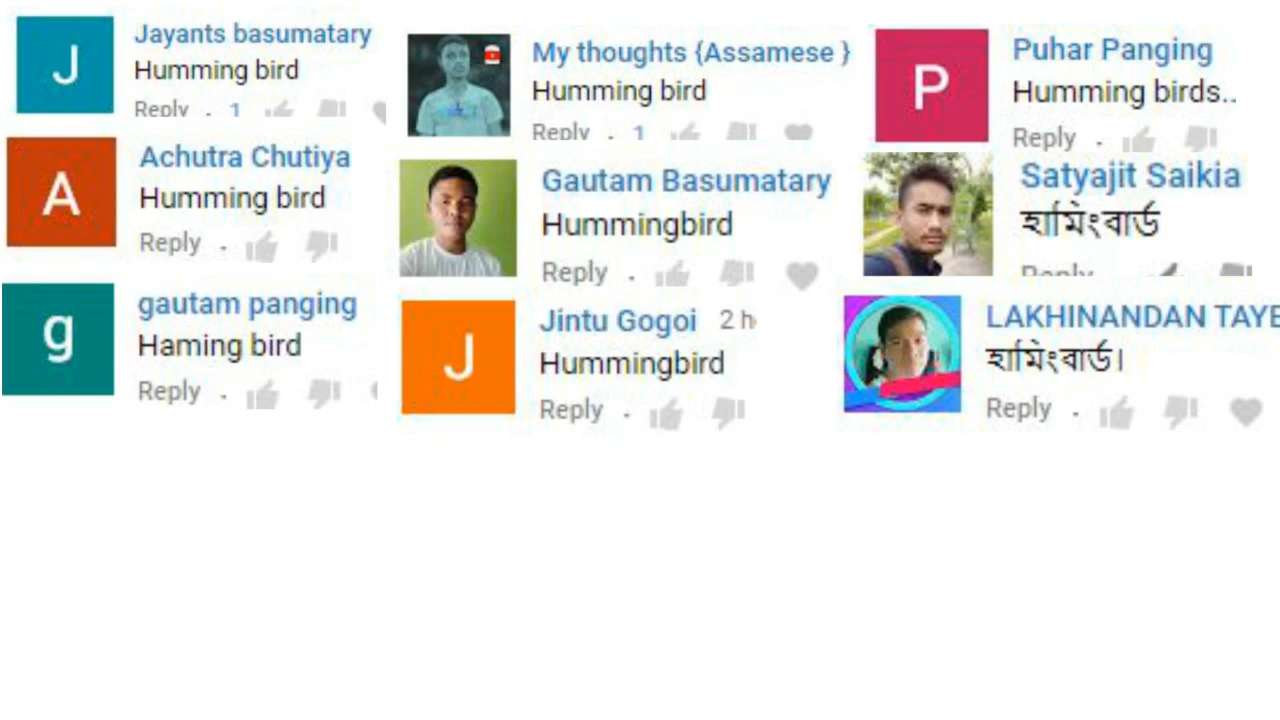 Jayants basumatary
Humming bird
Reply . 1
My thoughts {Assamese }
Humming bird
Reply . 1
P
Puhar Panging
Humming birds..
Reply .
J
A
Achutra Chutiya
Humming bird
Reply .
Gautam Basumatary
Hummingbird
Reply .
Satyajit Saikia
হামিংবাৰ্ড
Reply
g
gautam panging
Haming bird
Reply .
J
Jintu Gogoi 2 h
Hummingbird
Reply .
LAKHINANDAN TAYE
হামিংবাৰ্ড।
Reply .